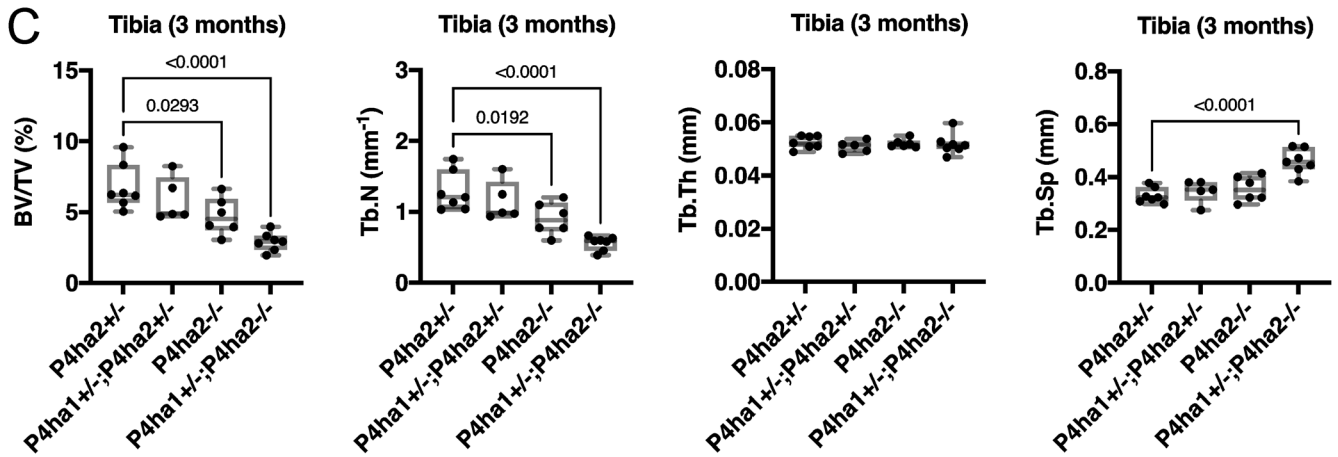 C
Tibia (3 months)
BV/TV (%)
15
10
5
0
<0.0001
0.0293
P4ha2+/-
P4ha1+/-;P4ha2+/-
P4ha2-/-
P4ha1+/-;P4ha2-/-
Tibia (3 months)
Tb.N (mm-1)
3
2
1
0
<0.0001
0.0192
P4ha2+/-
P4ha1+/-;P4ha2+/-
P4ha2-/-
P4ha1+/-;P4ha2-/-
Tibia (3 months)
Tb.Th (mm)
0.08
0.06
0.04
0.02
0.00
P4ha2+/-
P4ha1+/-;P4ha2+/-
P4ha2-/-
P4ha1+/-;P4ha2-/-
Tibia (3 months)
Tb.Sp (mm)
0.8
0.6
0.4
0.2
0.0
<0.0001
P4ha2+/-
P4ha1+/-;P4ha2+/-
P4ha2-/-
P4ha1+/-;P4ha2-/-